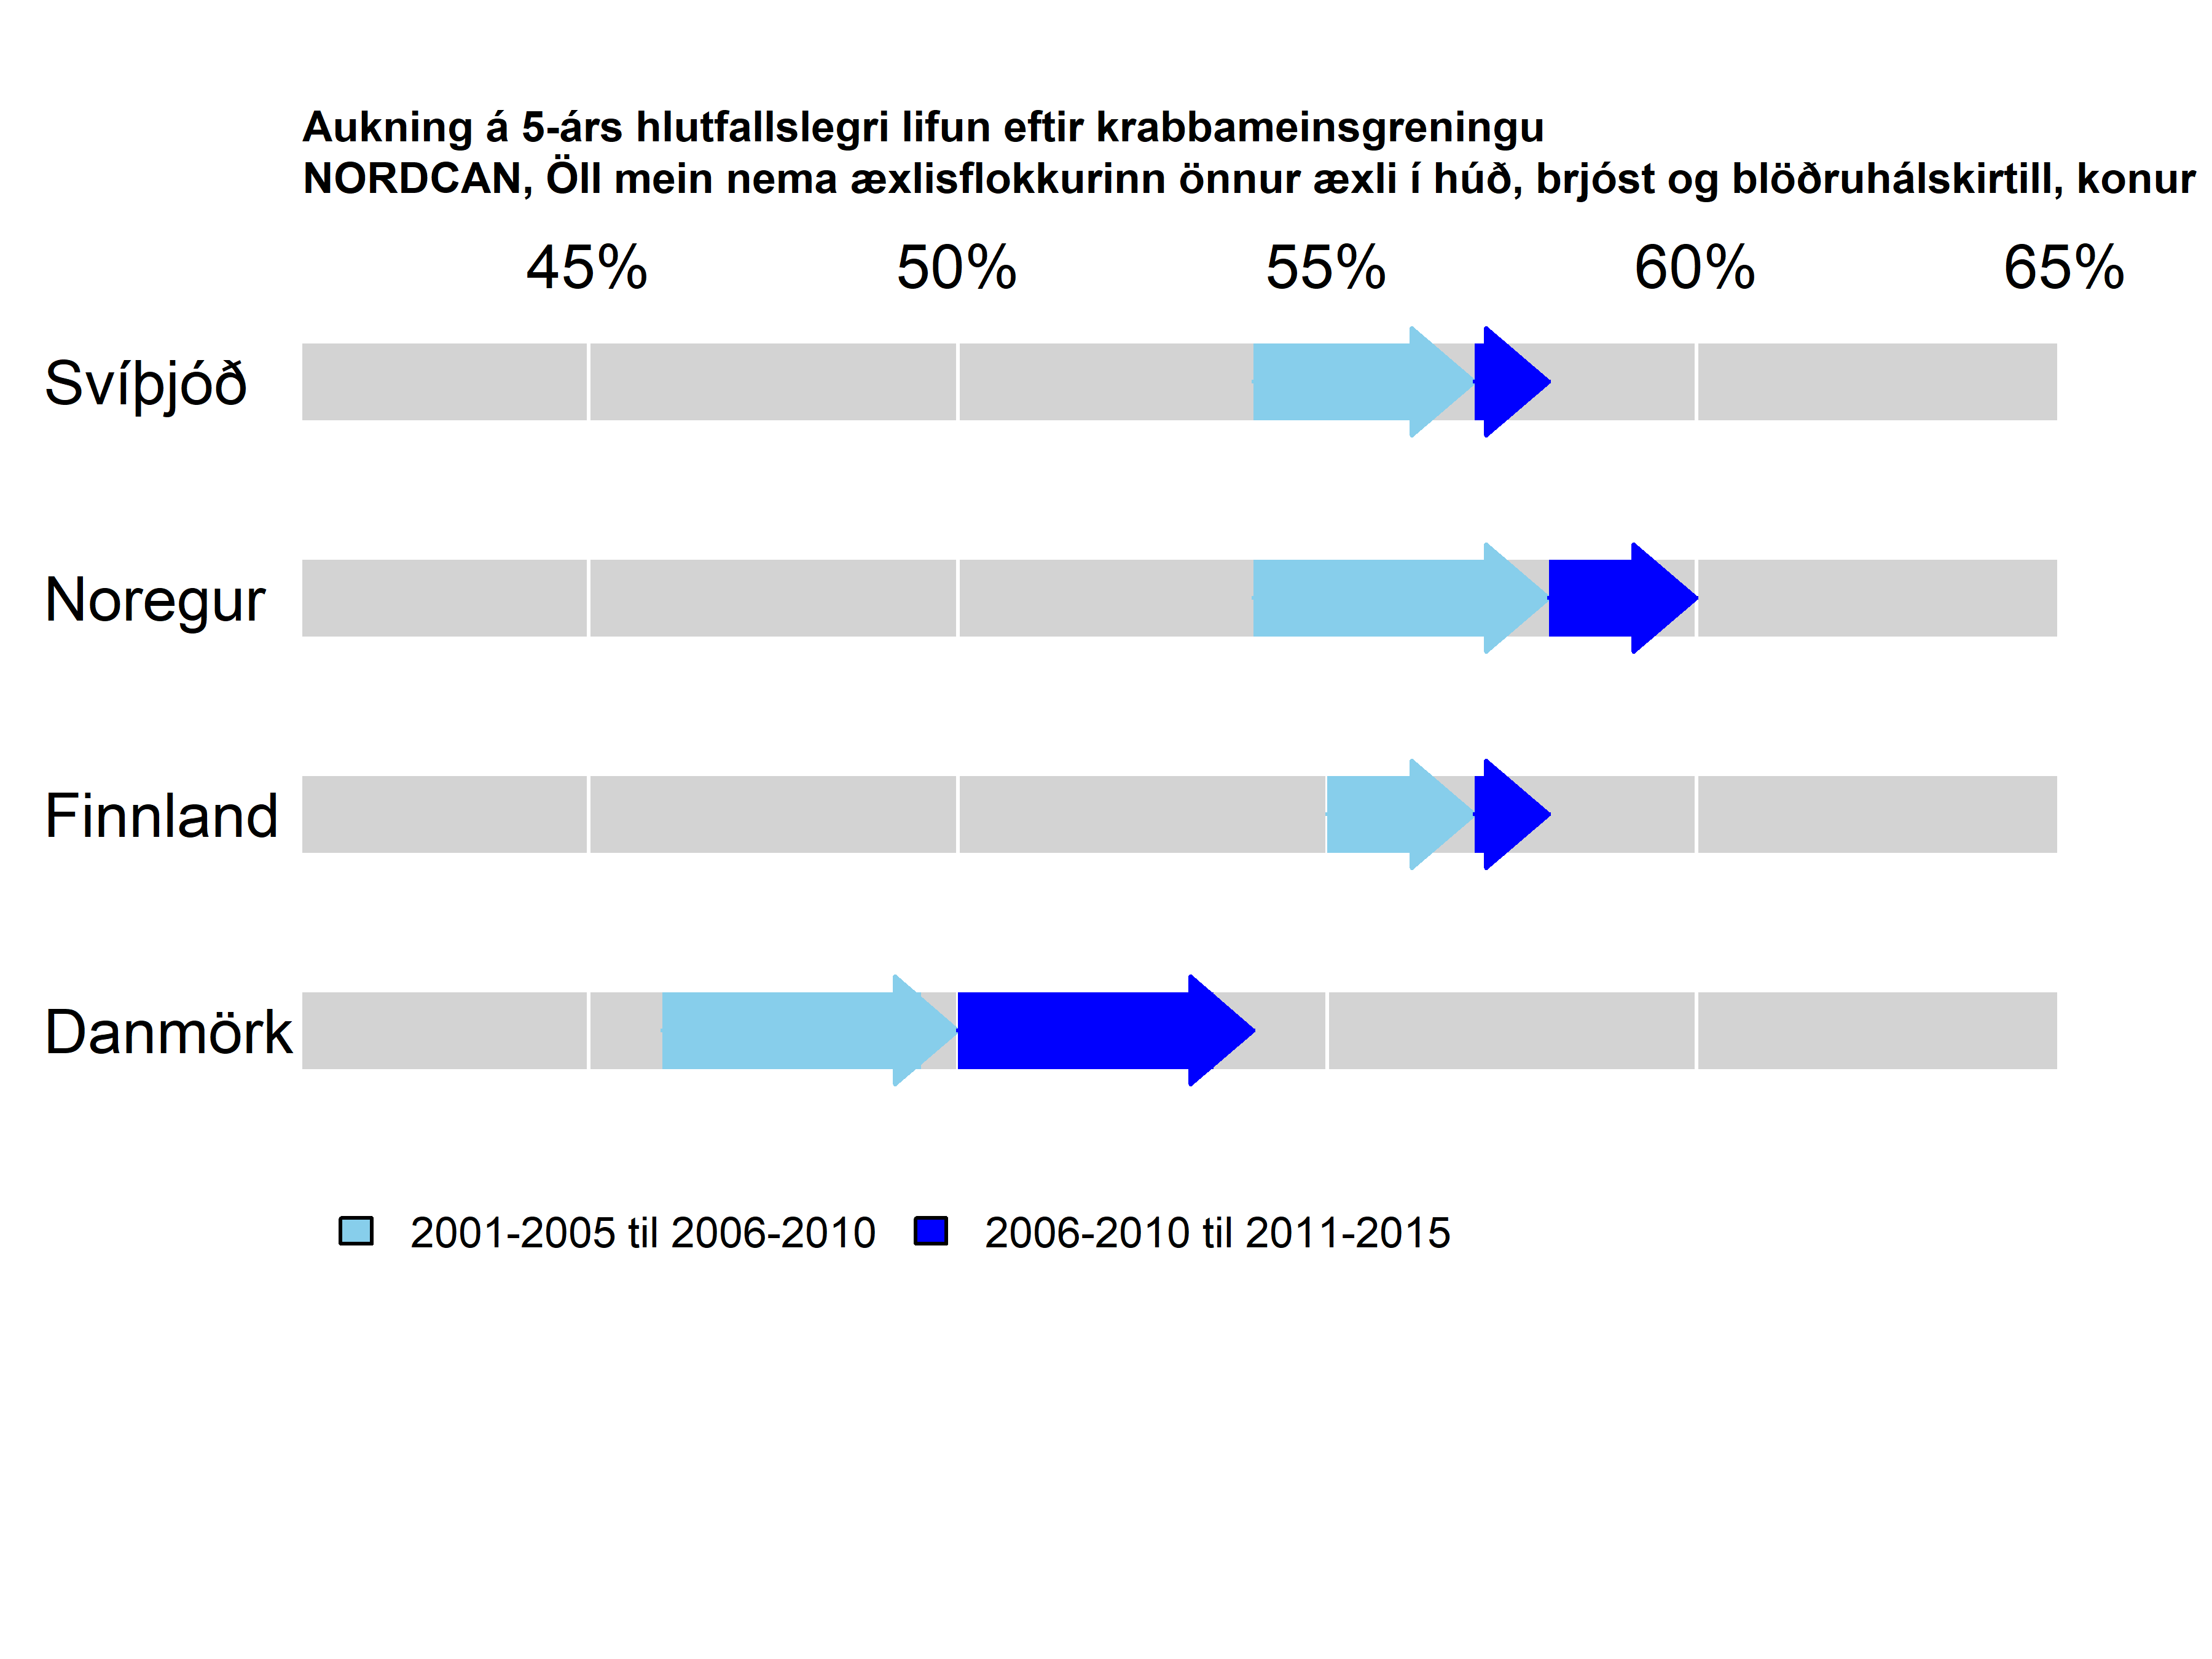 Aukning á 5-árs hlutfallslegri lifun eftir krabbameinsgreningu
NORDCAN, Öll mein nema æxlisflokkurinn önnur æxli í húð, brjóst og blöðruhálskirtill, konur
45% 50% 55% 60% 65%
Svíþjóð
Noregur
Finnland
Danmörk
2001-2005 til 2006-2010 2006-2010 til 2011-2015